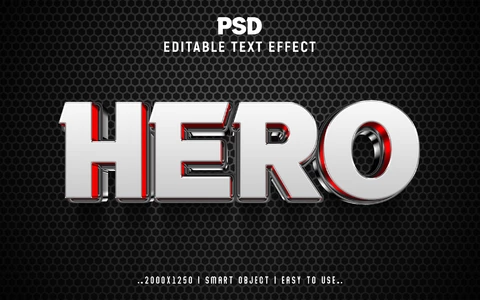 PSD
EDITABLE TEXT EFFECT
HERO
..2000X1250 | SMART OBJECT | EASY TO USE..